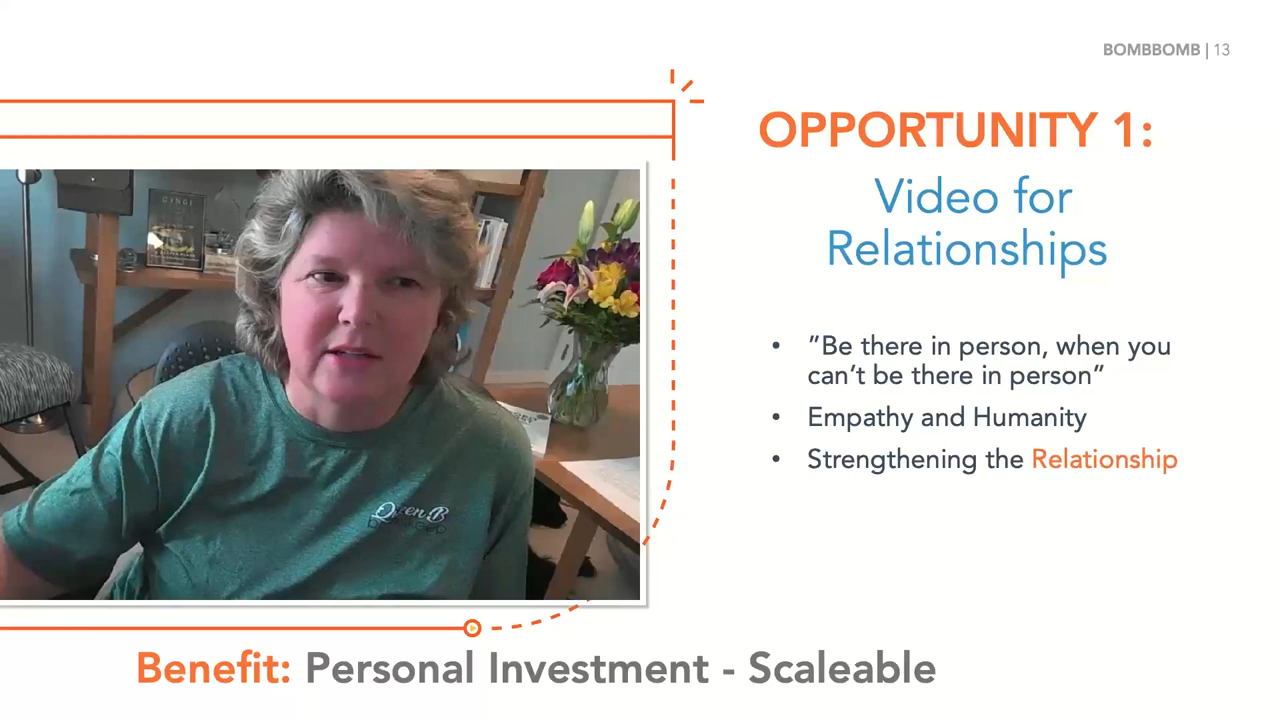 BOMBBOMB | 13
OPPORTUNITY 1:
Video for
Relationships
• ”Be there in person, when you
can’t be there in person”
• Empathy and Humanity
• Strengthening the Relationship
Queen B
Benefit: Personal Investment - Scaleable